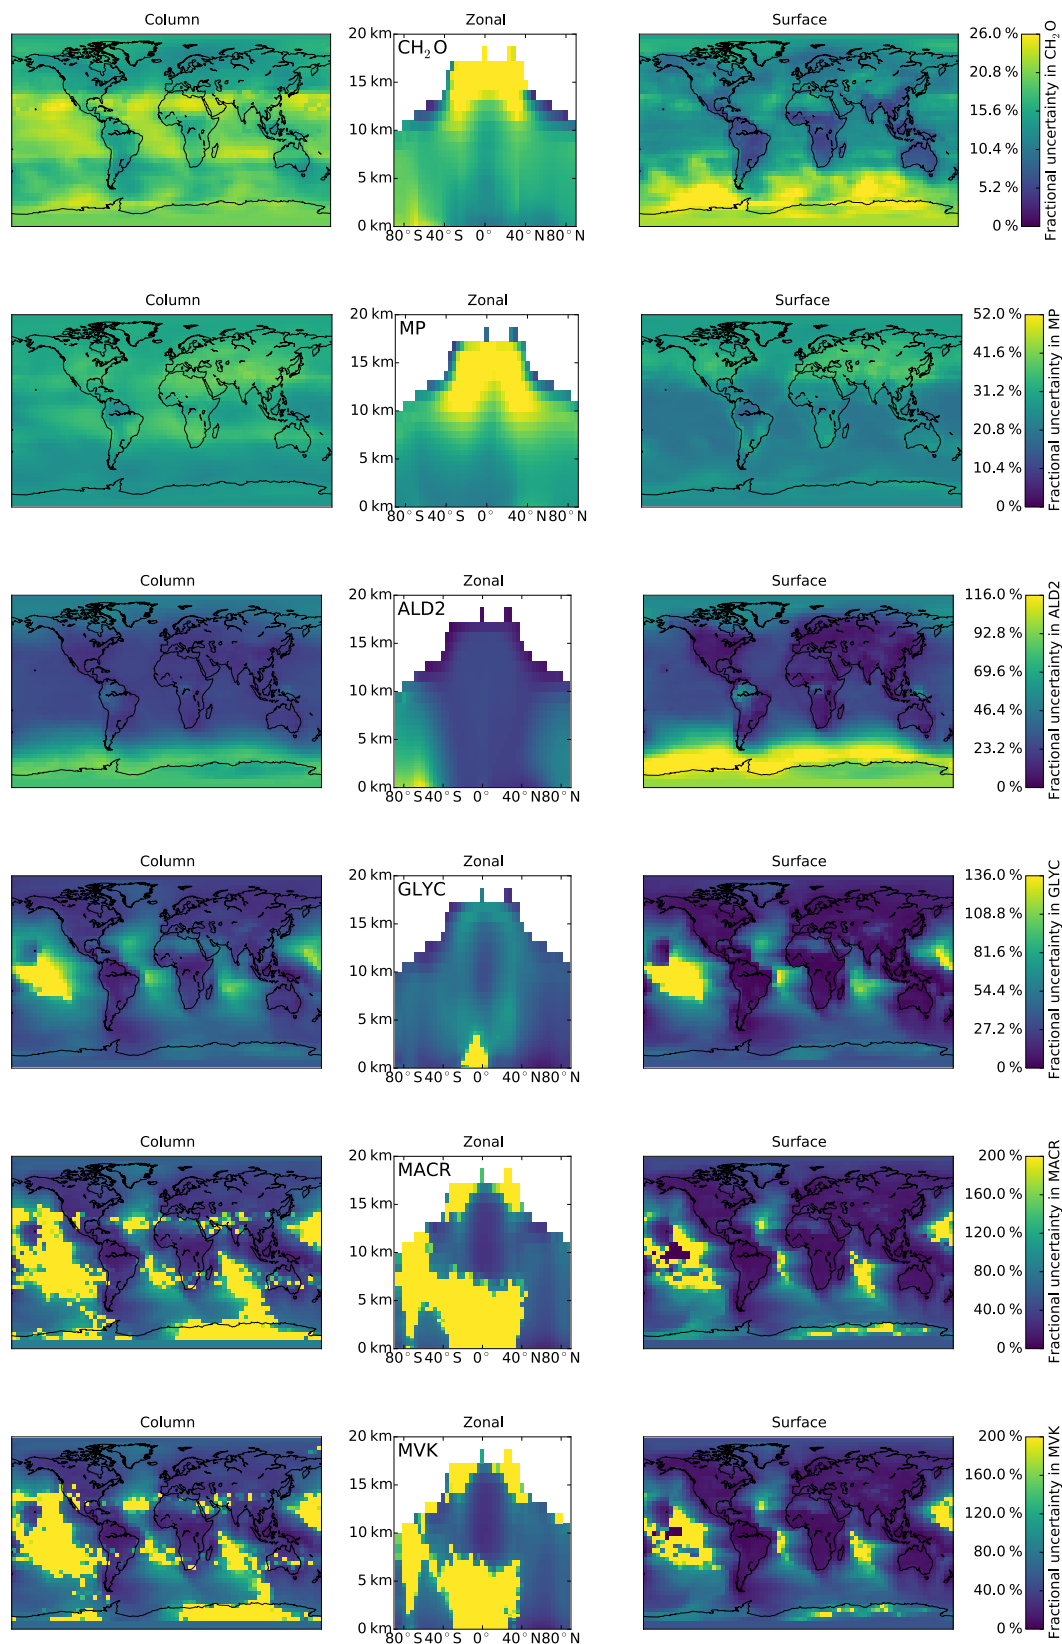 Column
Zonal
Surface
20 km
15 km
10 km
5 km
0 km
CH₂O
80°S 40°S 0° 40°N 80°N
26.0 %
20.8 %
15.6 %
10.4 %
5.2 %
0 %
Fractional uncertainty in CH₂O
Column
Zonal
Surface
20 km
15 km
10 km
5 km
0 km
MP
80°S 40°S 0° 40°N 80°N
52.0 %
41.6 %
31.2 %
20.8 %
10.4 %
0 %
Fractional uncertainty in MP
Column
Zonal
Surface
20 km
15 km
10 km
5 km
0 km
ALD2
80°S 40°S 0° 40°N 80°N
116.0 %
92.8 %
69.6 %
46.4 %
23.2 %
0 %
Fractional uncertainty in ALD2
Column
Zonal
Surface
20 km
15 km
10 km
5 km
0 km
GLYC
80°S 40°S 0° 40°N 80°N
136.0 %
108.8 %
81.6 %
54.4 %
27.2 %
0 %
Fractional uncertainty in GLYC
Column
Zonal
Surface
20 km
15 km
10 km
5 km
0 km
MACR
80°S 40°S 0° 40°N 80°N
200 %
160.0 %
120.0 %
80.0 %
40.0 %
0 %
Fractional uncertainty in MACR
Column
Zonal
Surface
20 km
15 km
10 km
5 km
0 km
MVK
80°S 40°S 0° 40°N 80°N
200 %
160.0 %
120.0 %
80.0 %
40.0 %
0 %
Fractional uncertainty in MVK